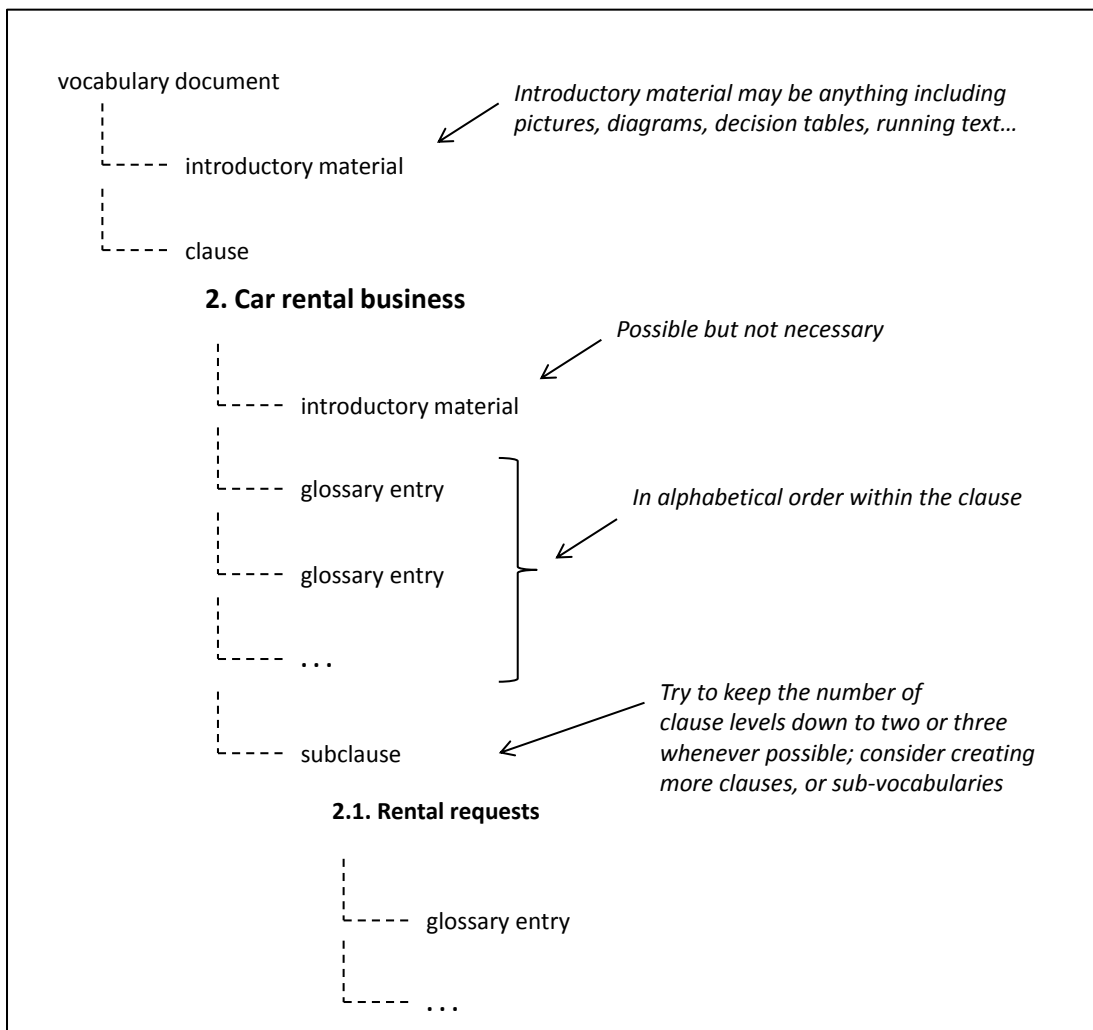 vocabulary document
Introductory material may be anything including
pictures, diagrams, decision tables, running text…
introductory material
clause
2. Car rental business
Possible but not necessary
introductory material
glossary entry
In alphabetical order within the clause
glossary entry
. . .
Try to keep the number of
clause levels down to two or three
whenever possible; consider creating
more clauses, or sub-vocabularies
subclause
2.1. Rental requests
glossary entry
. . .